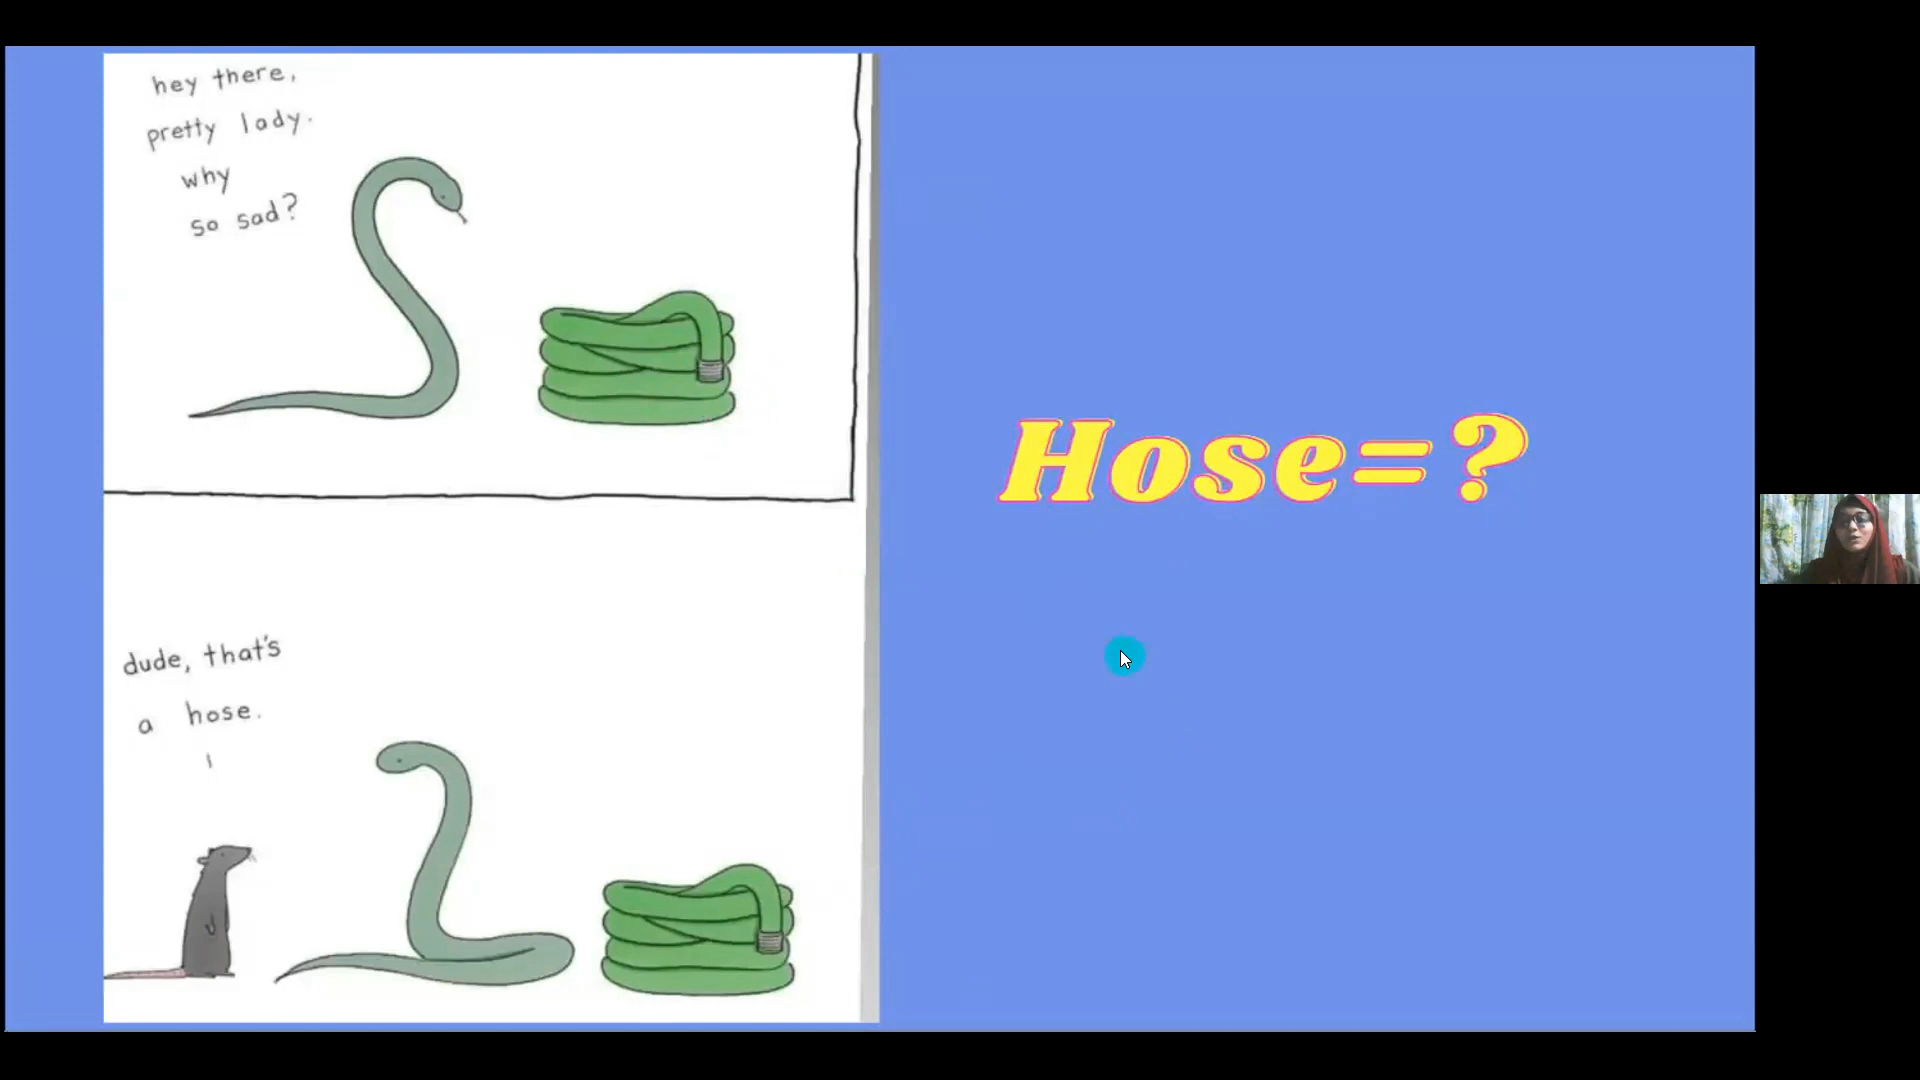 hey there,
pretty lady.
why
so sad?
dude, that's
a hose.
Hose=?